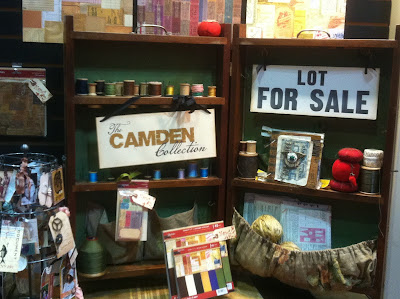 The
CAMDEN
Collection
LOT
FOR SALE